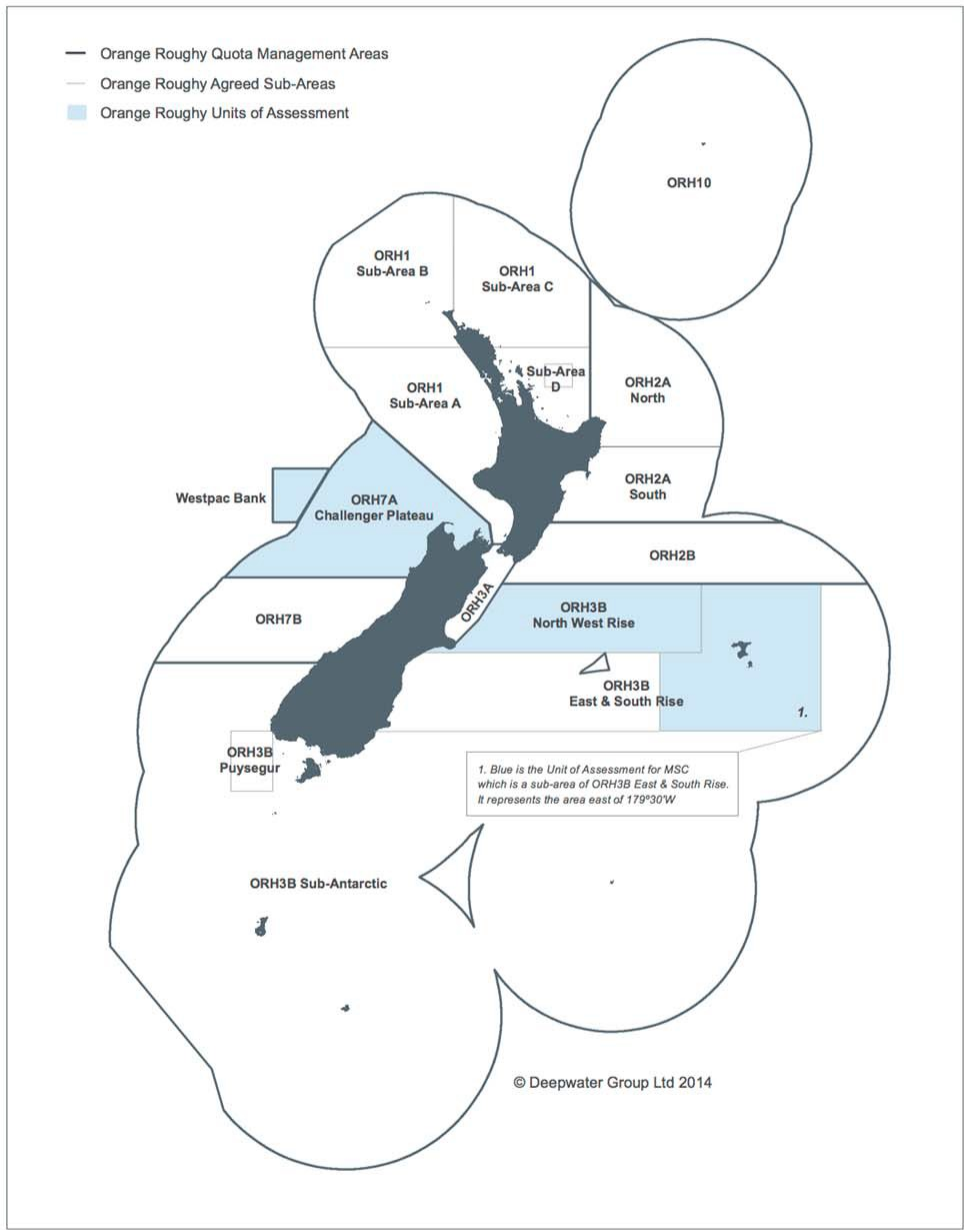 Orange Roughy Quota Management Areas
Orange Roughy Agreed Sub-Areas
Orange Roughy Units of Assessment
ORH10
ORH1
Sub-Area B
ORH1
Sub-Area C
ORH1
Sub-Area A
Sub-Area
D
ORH2A
North
ORH2A
South
Westpac Bank
ORH7A
Challenger Plateau
ORH2B
ORH7B
ORH3A
ORH3B
North West Rise
ORH3B
East & South Rise
1.
ORH3B
Puysegur
1. Blue is the Unit of Assessment for MSC
which is a sub-area of ORH3B East & South Rise.
It represents the area east of 179º30'W
ORH3B Sub-Antarctic
© Deepwater Group Ltd 2014